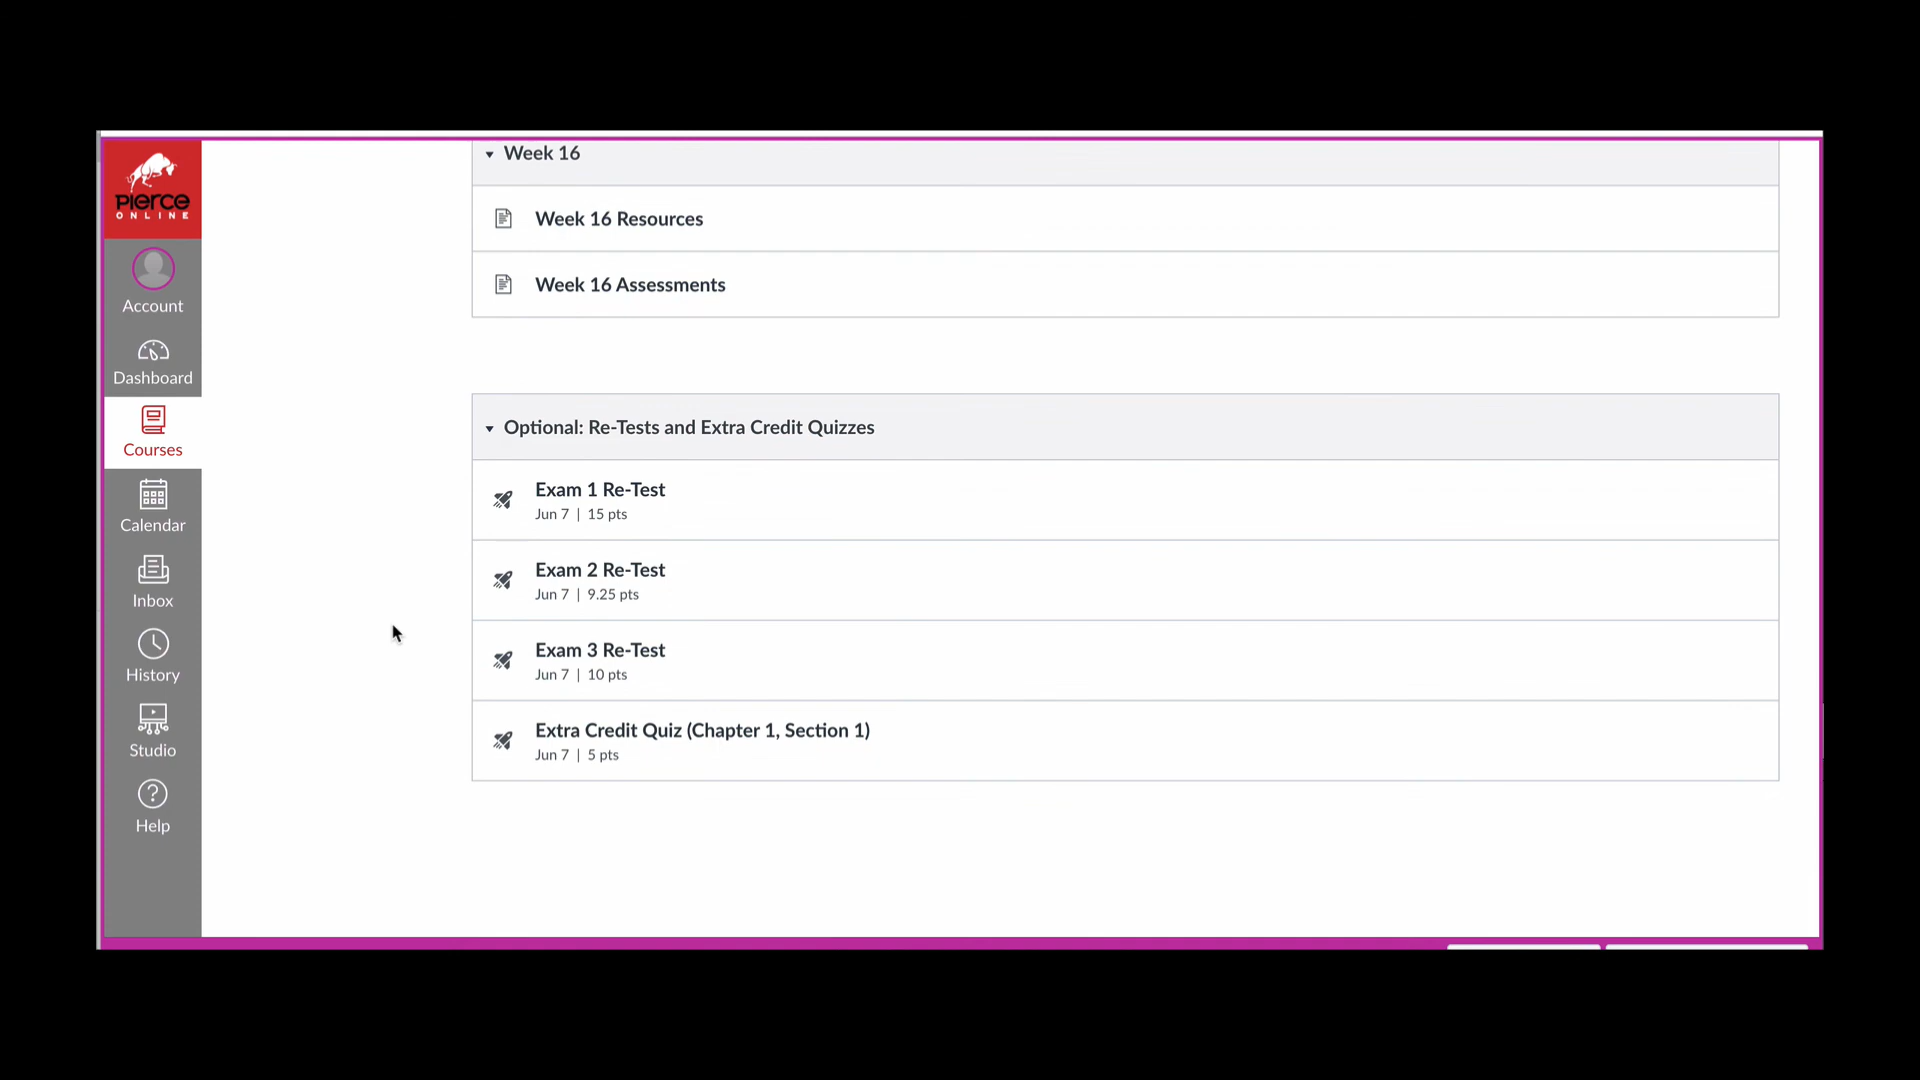 PIERCE
ONLINE
Account
Dashboard
Courses
Calendar
Inbox
History
Studio
Help
Week 16
Week 16 Resources
Week 16 Assessments
Optional: Re-Tests and Extra Credit Quizzes
Exam 1 Re-Test
Jun 7 | 15 pts
Exam 2 Re-Test
Jun 7 | 9.25 pts
Exam 3 Re-Test
Jun 7 | 10 pts
Extra Credit Quiz (Chapter 1, Section 1)
Jun 7 | 5 pts